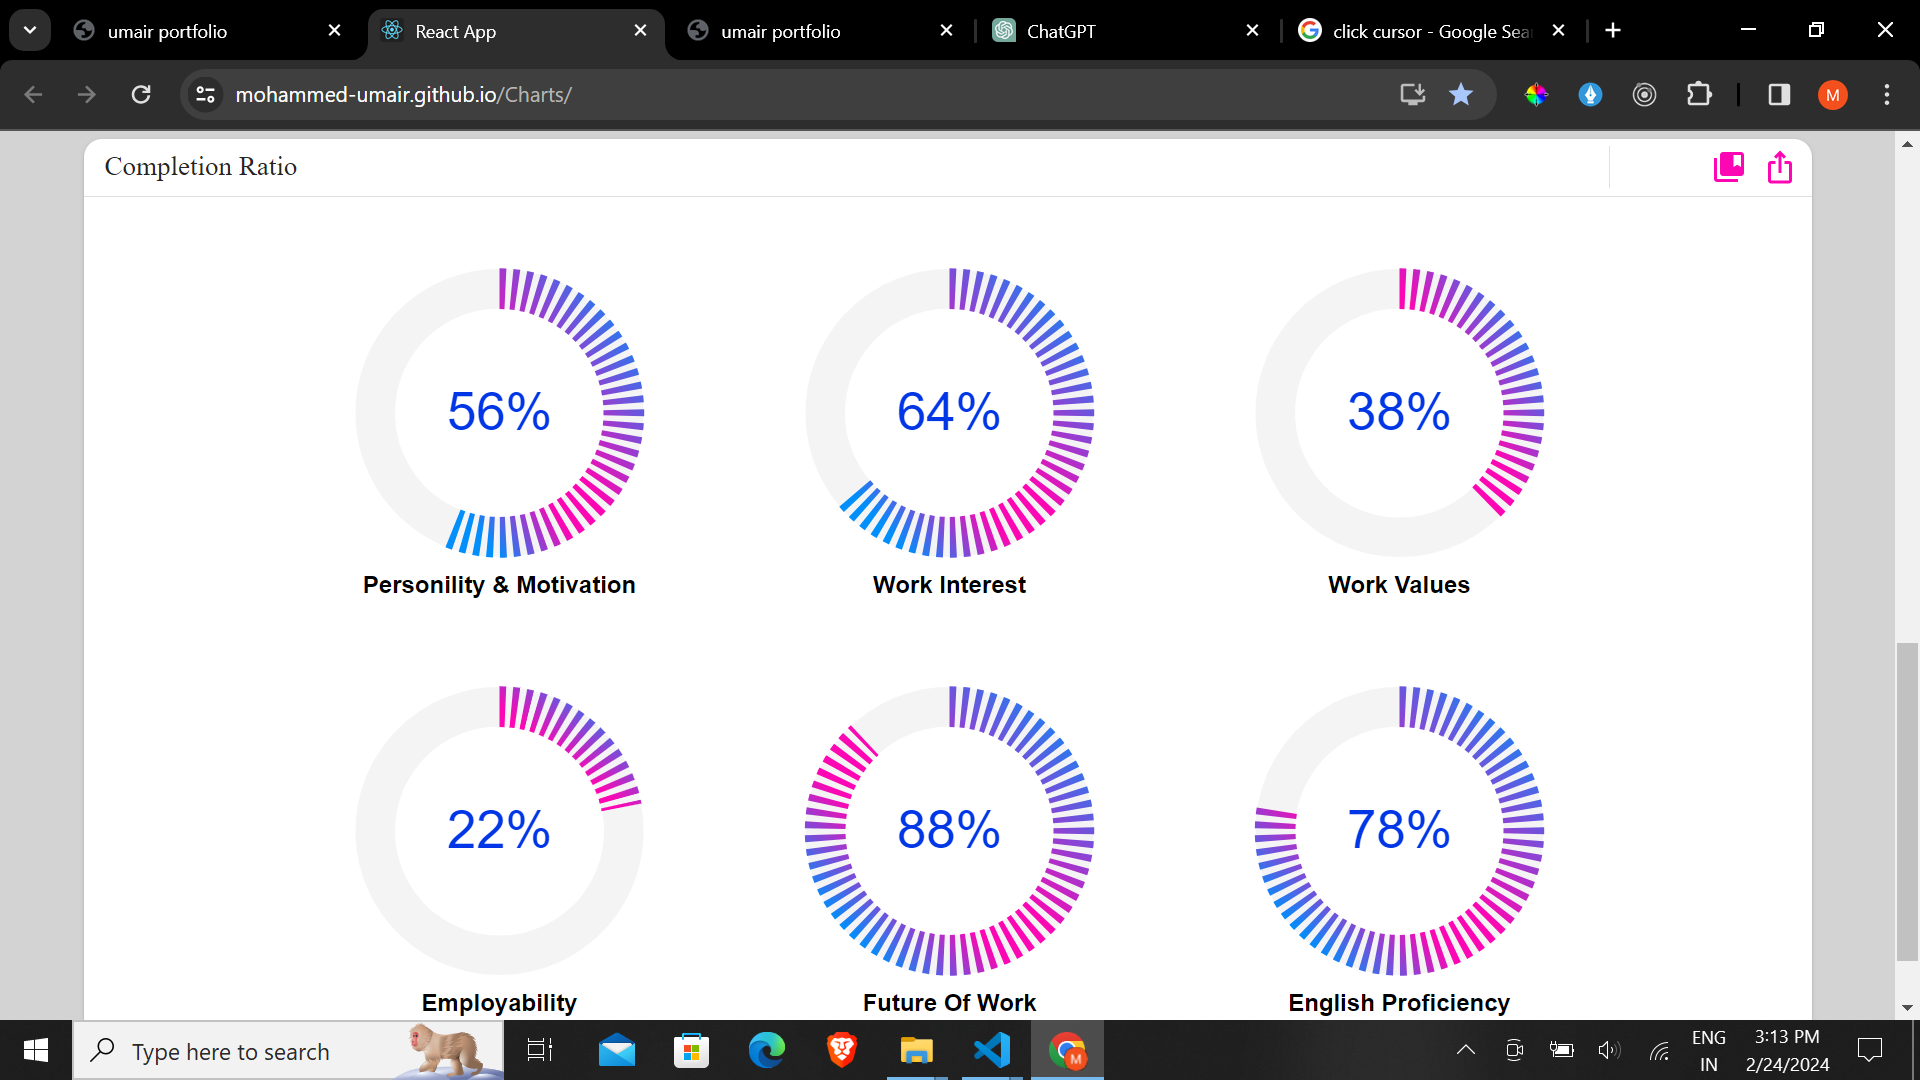 umair portfolio
React App
umair portfolio
ChatGPT
click cursor - Google Sear
mohammed-umair.github.io/Charts/
M
Completion Ratio
56%
64%
38%
Personility & Motivation
Work Interest
Work Values
22%
88%
78%
Employability
Future Of Work
English Proficiency
Type here to search
M
ENG
IN
3:13 PM
2/24/2024